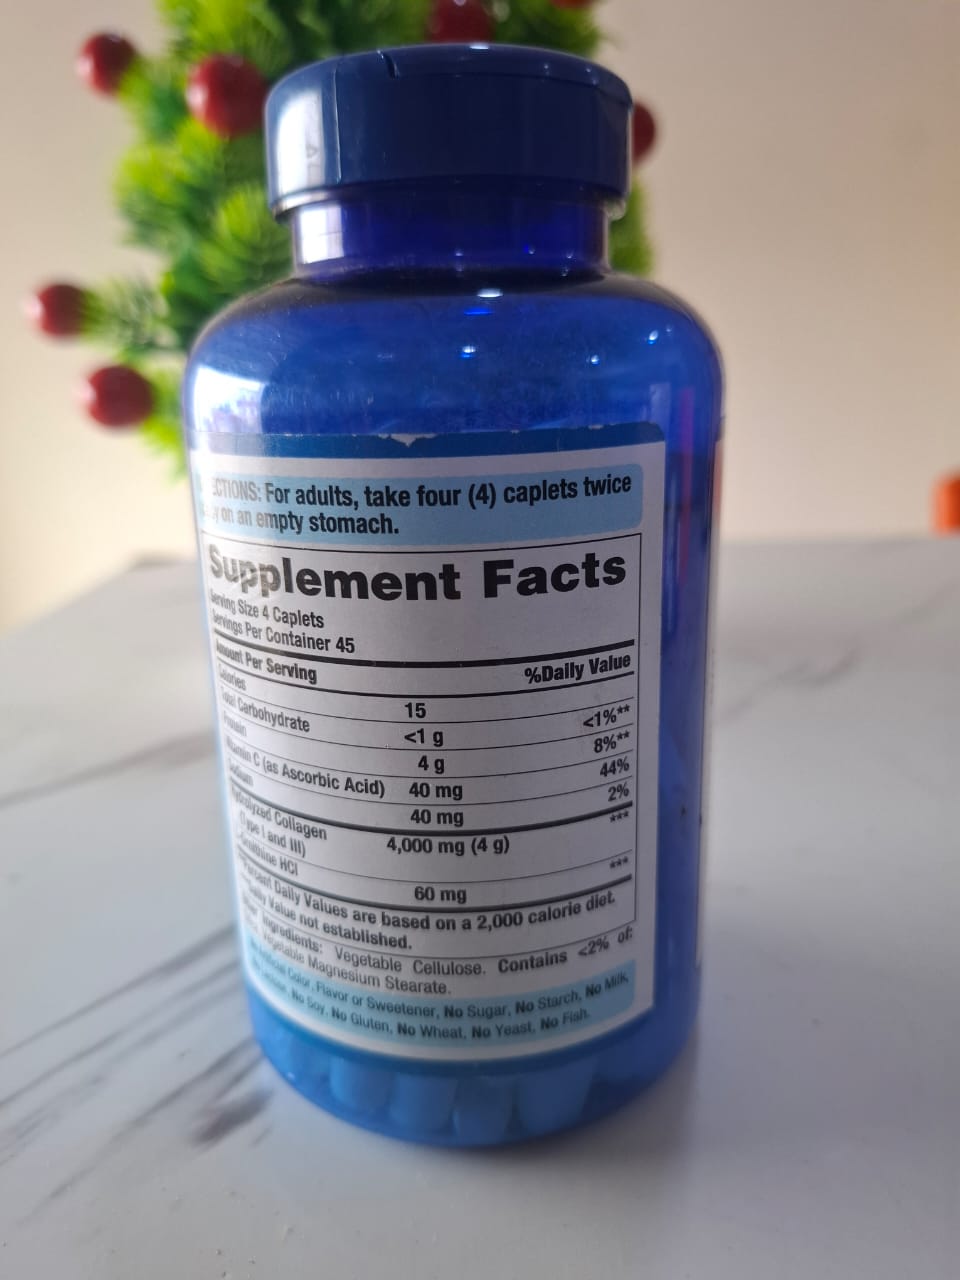 ECTIONS: For adults, take four (4) caplets twice
on an empty stomach.
Supplement Facts
Serving Size 4 Caplets
Servings Per Container 45
Amount Per Serving %Daily Value
Calories 15
Total Carbohydrate <1 g <1%**
Protein 4 g 8%**
Vitamin C (as Ascorbic Acid) 40 mg 44%
Sodium 40 mg 2%
Hydrolyzed Collagen
(Type I and III) 4,000 mg (4 g) ***
L-Ornithine HCl 60 mg ***
**Percent Daily Values are based on a 2,000 calorie diet.
***Daily Value not established.
Other Ingredients: Vegetable Cellulose. Contains <2% of:
Vegetable Magnesium Stearate.
Artificial Color, Flavor or Sweetener, No Sugar, No Starch, No Milk,
No Lactose, No Soy, No Gluten, No Wheat, No Yeast, No Fish.